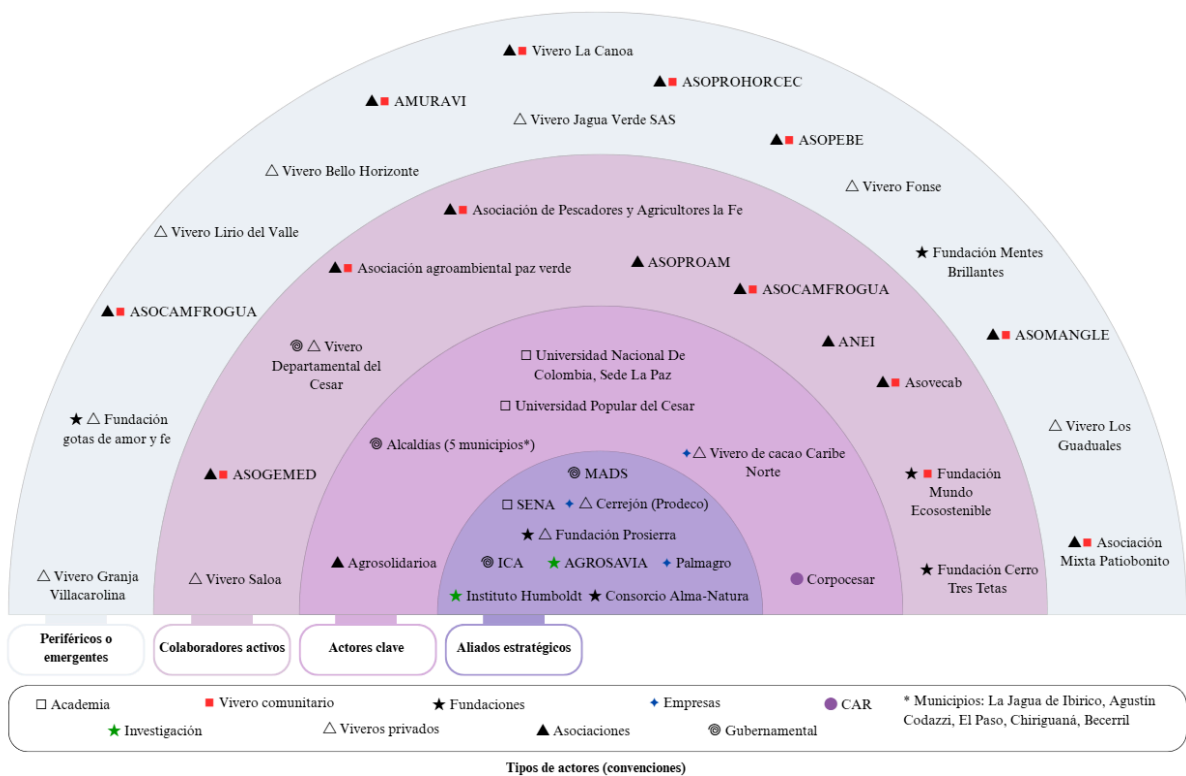 Vivero La Canoa
ASOPROHORCEC
AMURAVI
Vivero Jagua Verde SAS
ASOPEBE
Vivero Bello Horizonte
Vivero Fonse
Asociación de Pescadores y Agricultores la Fe
Vivero Lirio del Valle
Fundación Mentes
Brillantes
ASOPROAM
Asociación agroambiental paz verde
ASOCAMFROGUA
ASOCAMFROGUA
ASOMANGLE
ANEI
Vivero
Departamental del
Cesar
Universidad Nacional De
Colombia, Sede La Paz
Asovecab
Universidad Popular del Cesar
Fundación
gotas de amor y fe
Vivero Los
Guaduales
Alcaldías (5 municipios*)
Vivero de cacao Caribe
Norte
ASOGEMED
MADS
Fundación
Mundo
Ecosostenible
SENA
Cerrejón (Prodeco)
Fundación Prosierra
Asociación
Mixta Patiobonito
Agrosolidarioa
ICA
AGROSAVIA
Palmagro
Vivero Granja
Villacarolina
Vivero Saloa
Corpocesar
Fundación Cerro
Tres Tetas
Instituto Humboldt
Consorcio Alma-Natura
Periféricos o
emergentes
Colaboradores activos
Actores clave
Aliados estratégicos
Academia
Vivero comunitario
Fundaciones
Empresas
CAR
* Municipios: La Jagua de Ibirico, Agustín
Codazzi, El Paso, Chiriguaná, Becerril
Investigación
Viveros privados
Asociaciones
Gubernamental
Tipos de actores (convenciones)